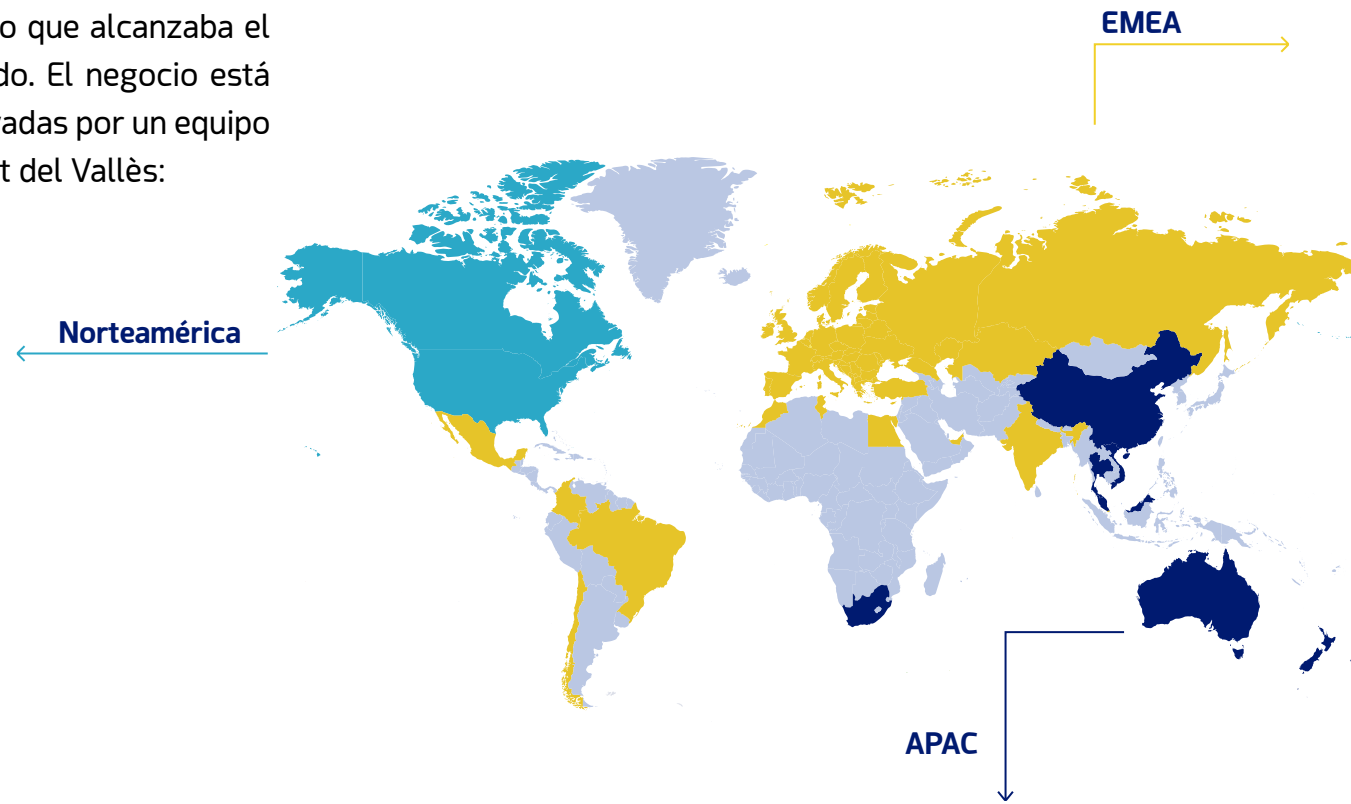 o que alcanzaba el
do. El negocio está
adas por un equipo
t del Vallès:
EMEA
Norteamérica
APAC